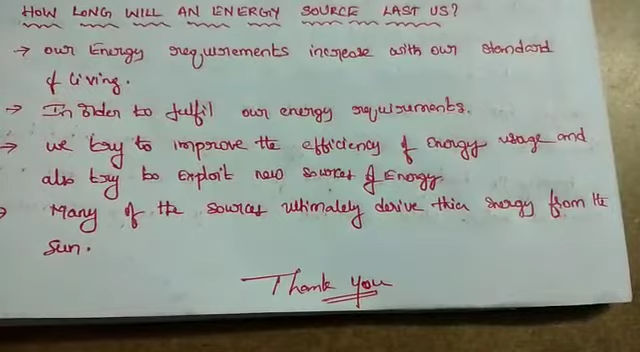 HOW LONG WILL AN ENERGY SOURCE LAST US?
→ our Energy requirements increase with our standard
of living.
→ In order to fulfil our energy requirements.
→ we try to improve the efficiency of energy usage and
also try to exploit new sources of Energy
→ Many of the sources ultimately derive their energy from the
Sun.
Thank you